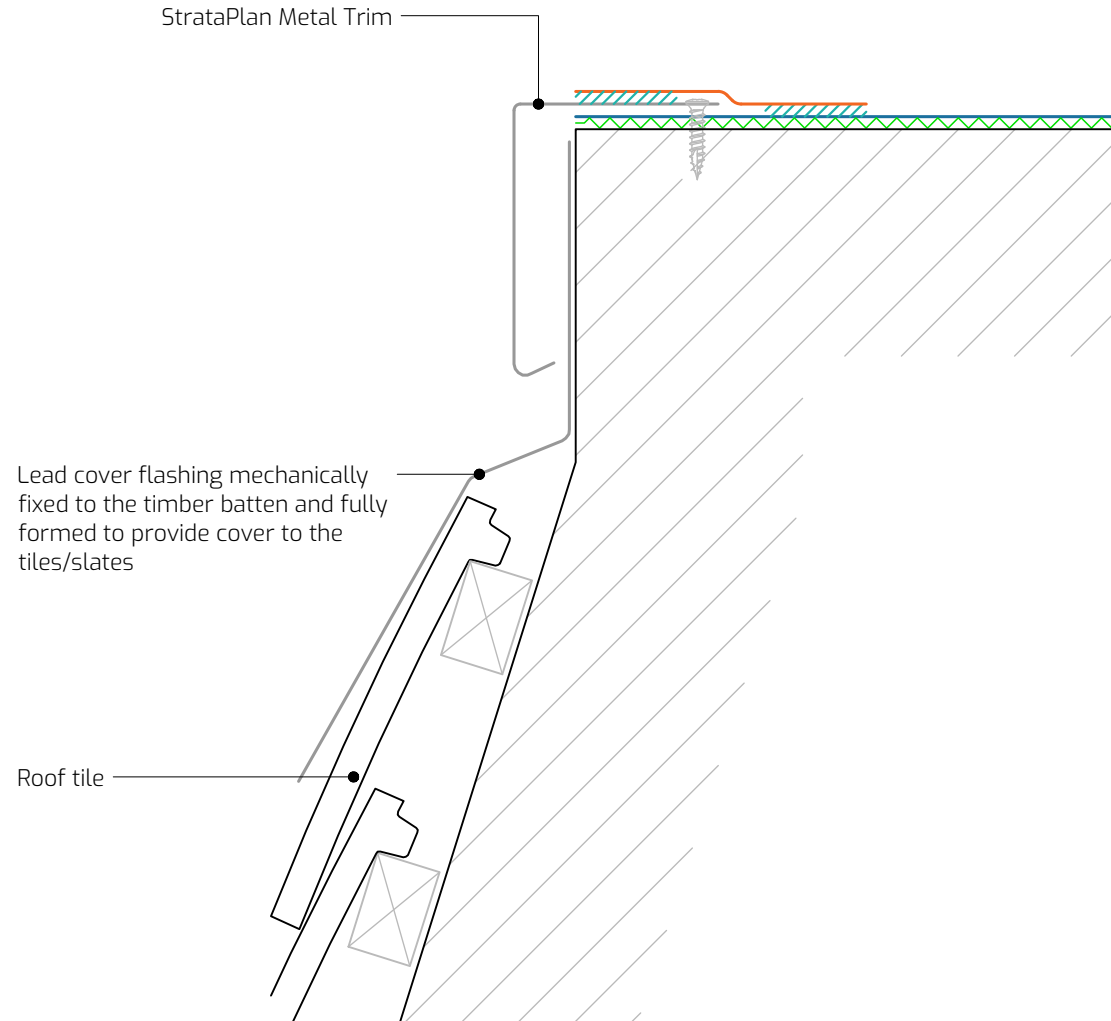 StrataPlan Metal Trim
Lead cover flashing mechanically
fixed to the timber batten and fully
formed to provide cover to the
tiles/slates
Roof tile